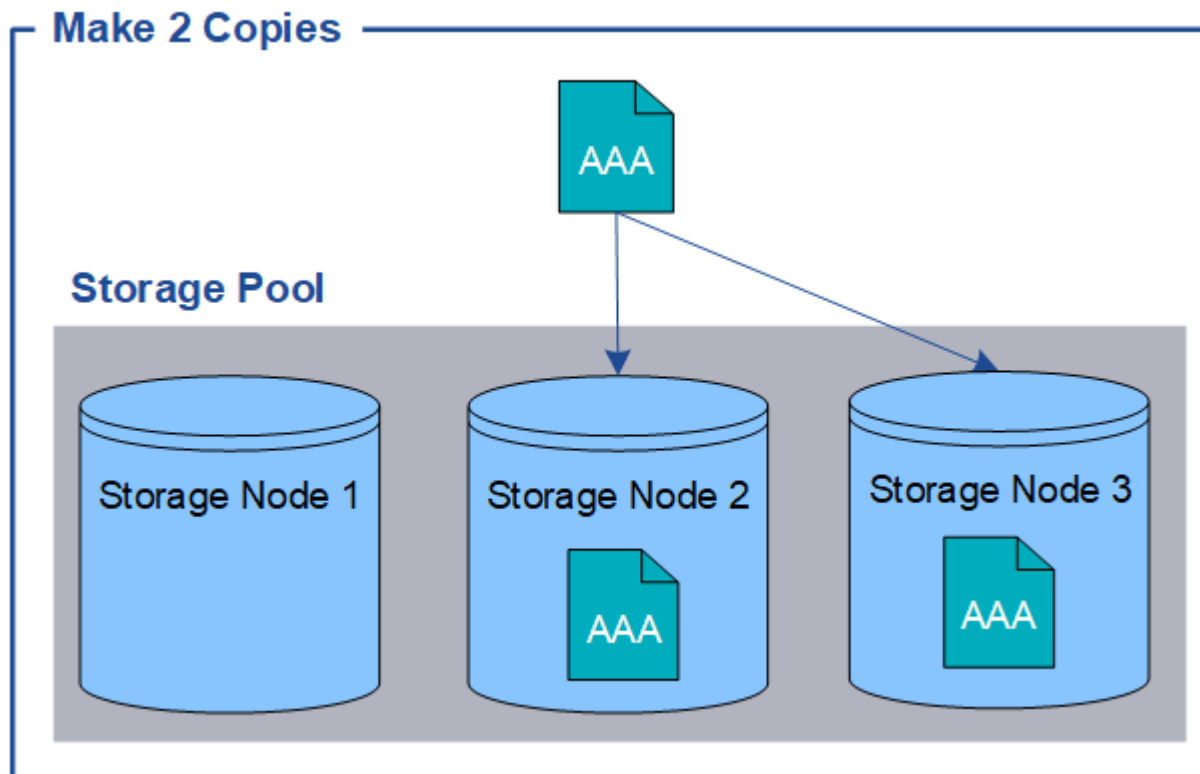 Make 2 Copies
AAA
Storage Pool
Storage Node 1
Storage Node 2
Storage Node 3
AAA
AAA